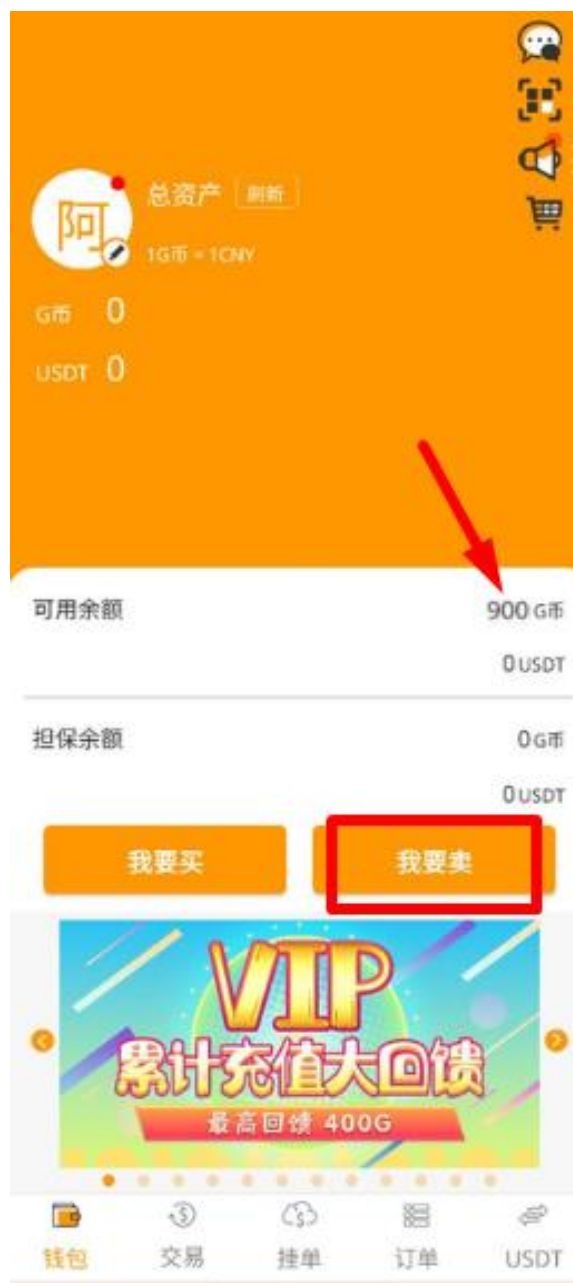 阿
总资产 刷新
1G币 = 1CNY
G币 0
USDT 0
可用余额 900 G币
0 USDT
担保余额 0 G币
0 USDT
我要买 我要卖
VIP
累计充值大回馈
最高回馈 400G
钱包 交易 挂单 订单 USDT